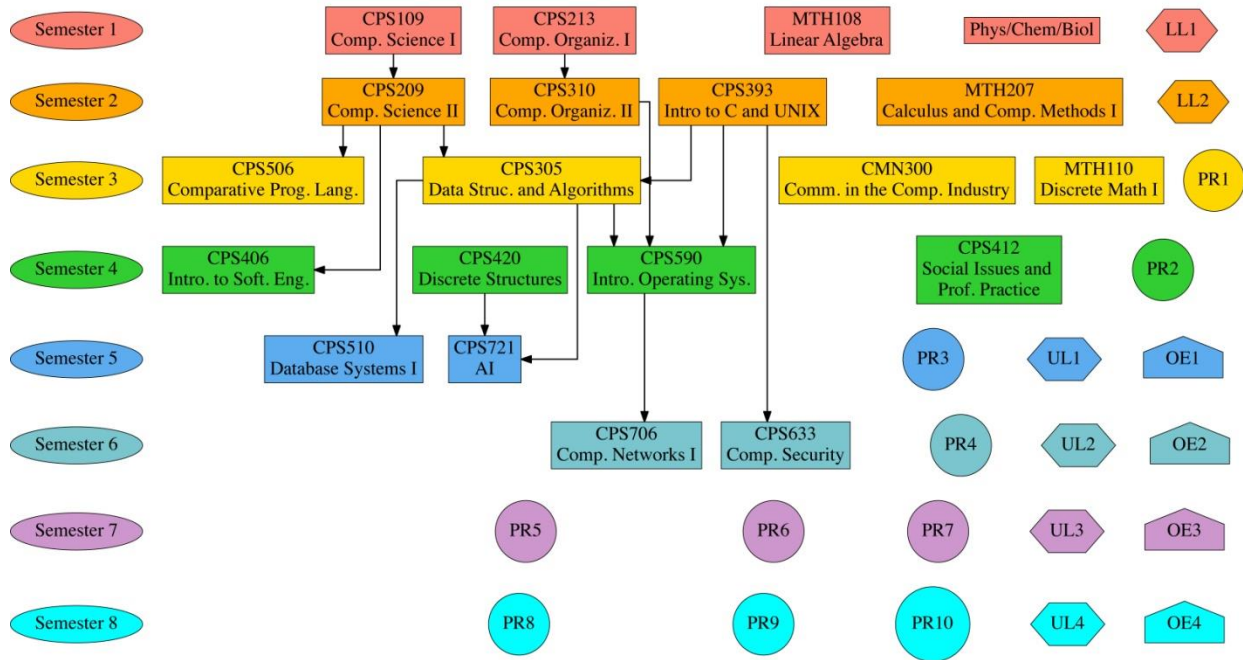 Semester 1
CPS109
Comp. Science I
CPS213
Comp. Organiz. I
MTH108
Linear Algebra
Phys/Chem/Biol
LL1
Semester 2
CPS209
Comp. Science II
CPS310
Comp. Organiz. II
CPS393
Intro to C and UNIX
MTH207
Calculus and Comp. Methods I
LL2
Semester 3
CPS506
Comparative Prog. Lang.
CPS305
Data Struc. and Algorithms
CMN300
Comm. in the Comp. Industry
MTH110
Discrete Math I
PR1
Semester 4
CPS406
Intro. to Soft. Eng.
CPS420
Discrete Structures
CPS590
Intro. Operating Sys.
CPS412
Social Issues and
Prof. Practice
PR2
Semester 5
CPS510
Database Systems I
CPS721
AI
PR3
UL1
OE1
Semester 6
CPS706
Comp. Networks I
CPS633
Comp. Security
PR4
UL2
OE2
Semester 7
PR5
PR6
PR7
UL3
OE3
Semester 8
PR8
PR9
PR10
UL4
OE4